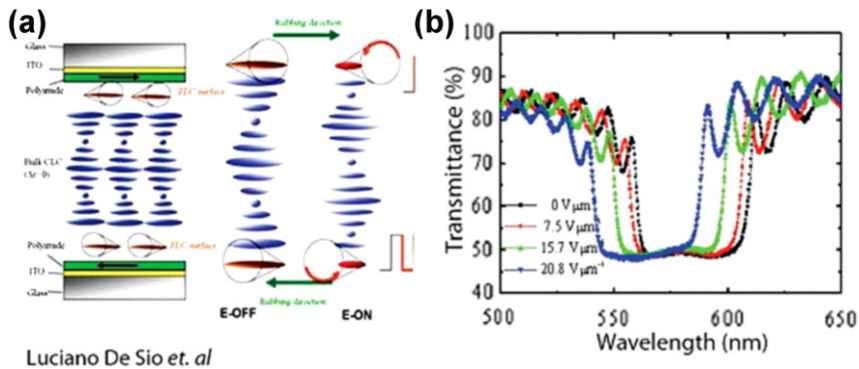 (a)
Rubbing direction
Glass
ITO
Polyimide
FLC surface
Bulk CLC
(Δε<0)
Polyimide
FLC surface
ITO
Glass
Rubbing direction
E-OFF
E-ON
Luciano De Sio et. al
(b)
Transmittance (%)
100
90
80
70
60
50
40
0 V μm
7.5 V μm
15.7 V μm
20.8 V μm⁻¹
500
550
600
650
Wavelength (nm)